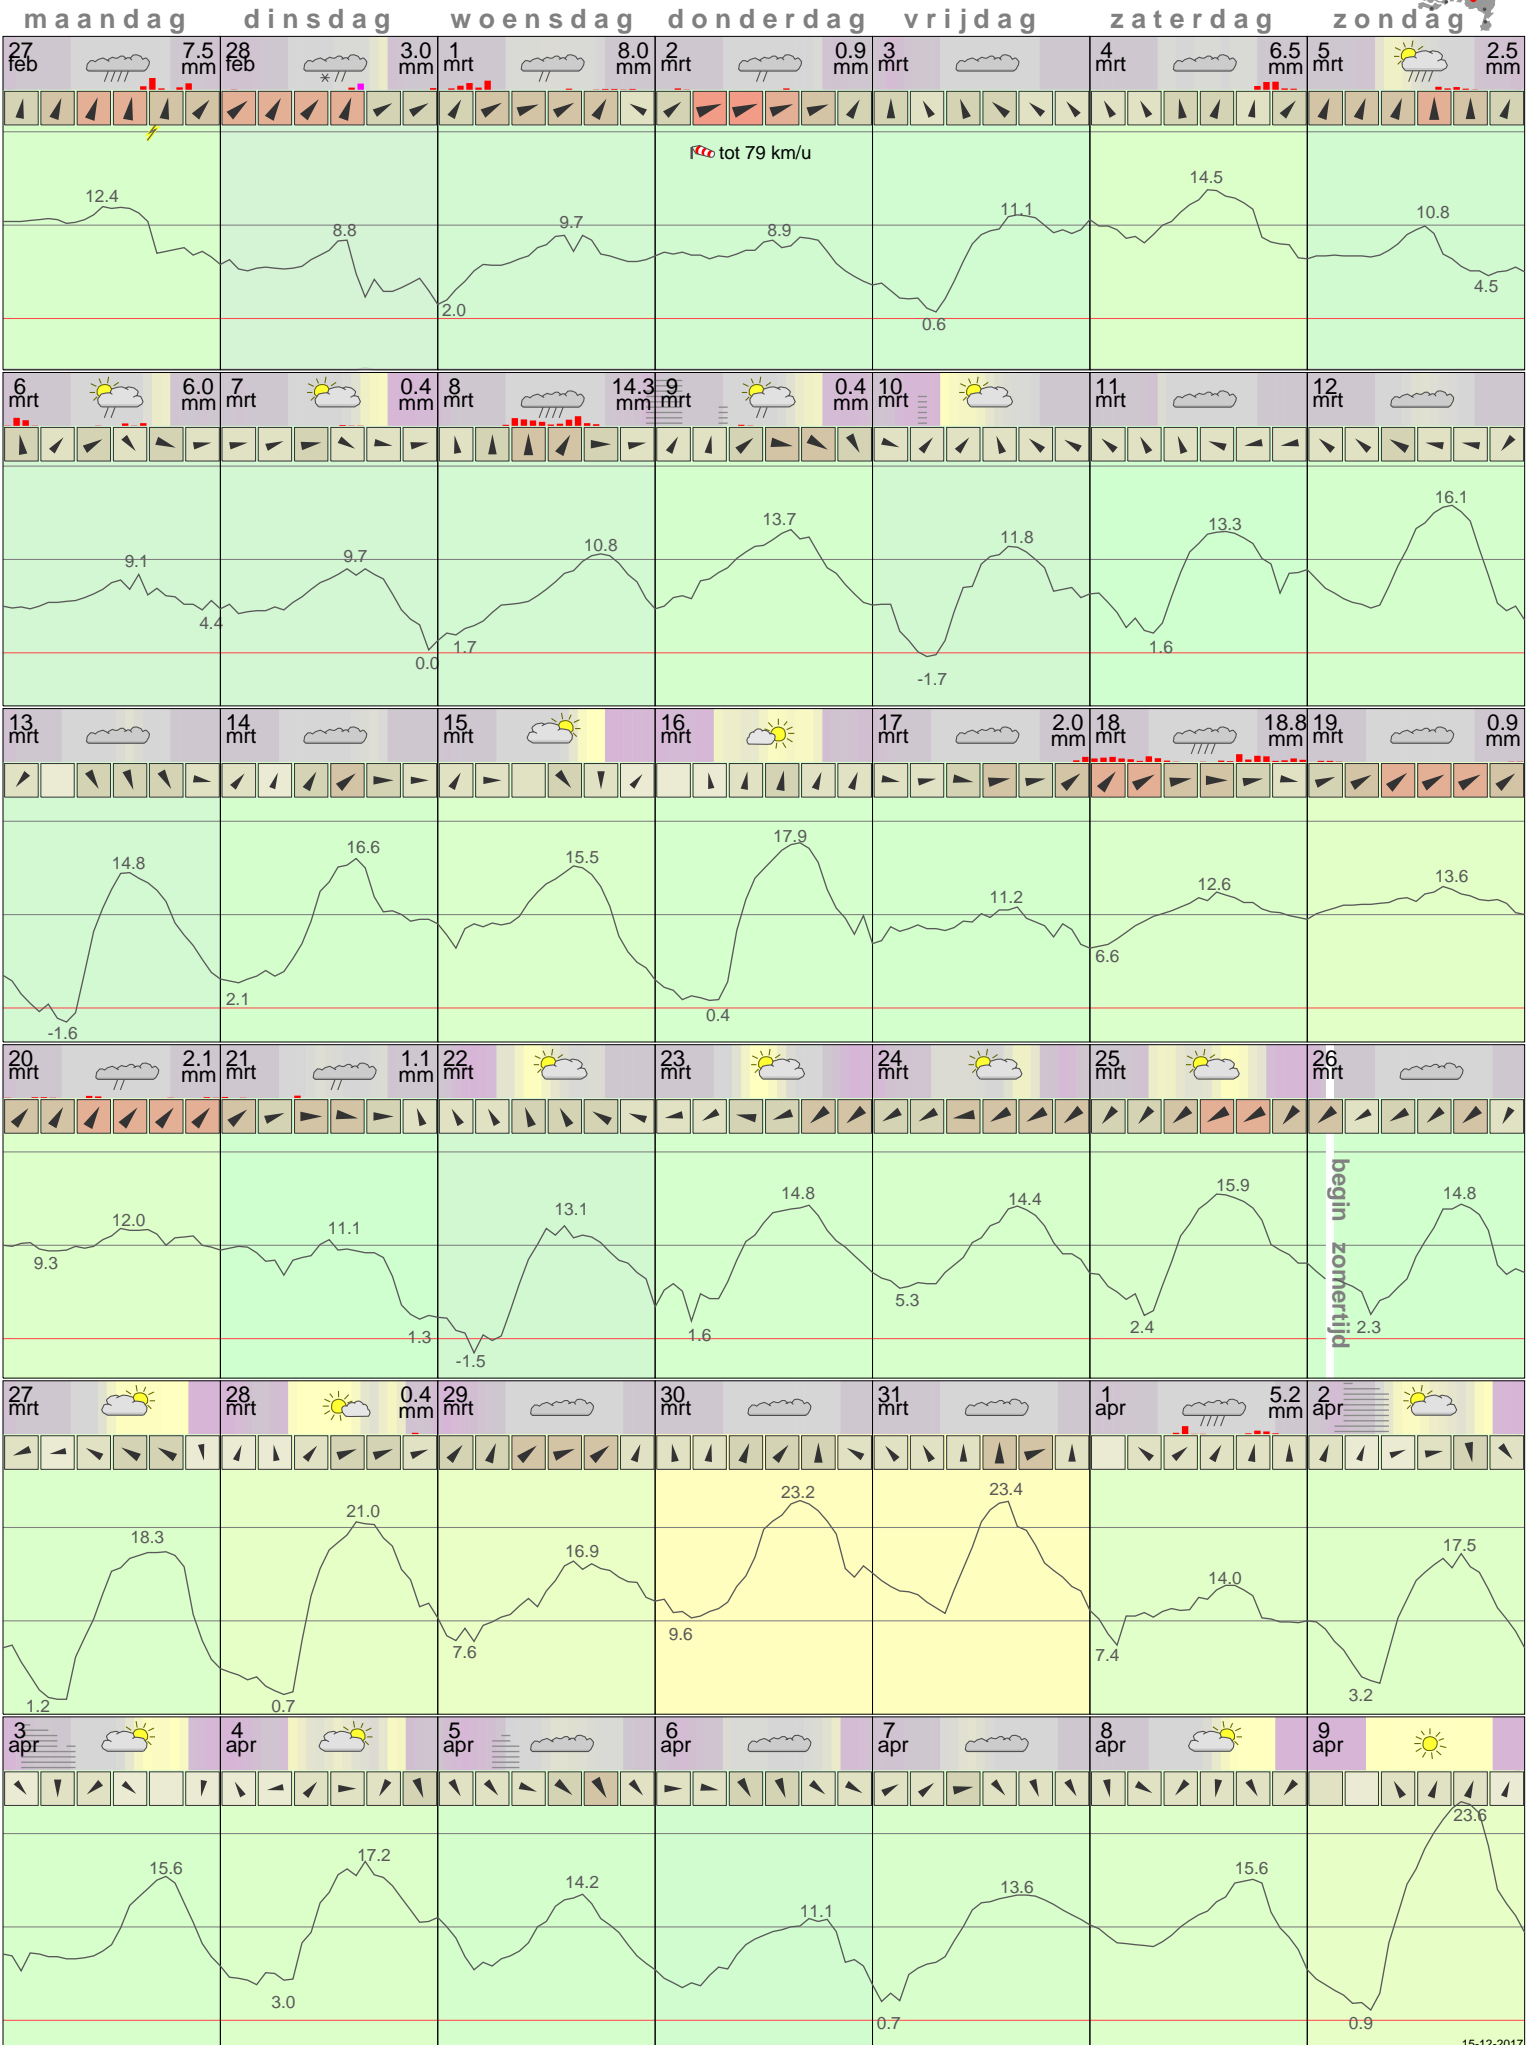 maandag dinsdag woensdag donderdag vrijdag zaterdag zondag
27 feb 7.5 mm 28 feb 3.0 mm 1 mrt 8.0 mm 2 mrt 0.9 mm 3 mrt 4 mrt 6.5 mm 5 mrt 2.5 mm
tot 79 km/u
12.4 8.8 2.0 9.7 8.9 0.6 11.1 14.5 10.8 4.5
6 mrt 6.0 mm 7 mrt 0.4 mm 8 mrt 14.3 mm 9 mrt 0.4 mm 10 mrt 11 mrt 12 mrt
9.1 4.4 9.7 0.0 1.7 10.8 13.7 -1.7 11.8 1.6 13.3 16.1
13 mrt 14 mrt 15 mrt 16 mrt 17 mrt 2.0 mm 18 mrt 18.8 mm 19 mrt 0.9 mm
-1.6 14.8 2.1 16.6 15.5 0.4 17.9 11.2 6.6 12.6 13.6
20 mrt 2.1 mm 21 mrt 1.1 mm 22 mrt 23 mrt 24 mrt 25 mrt 26 mrt
9.3 12.0 11.1 1.3 -1.5 13.1 1.6 14.8 5.3 14.4 2.4 15.9 2.3 14.8
begin zomertijd
27 mrt 28 mrt 0.4 mm 29 mrt 30 mrt 31 mrt 1 apr 5.2 mm 2 apr
1.2 18.3 0.7 21.0 7.6 16.9 9.6 23.2 23.4 7.4 14.0 3.2 17.5
3 apr 4 apr 5 apr 6 apr 7 apr 8 apr 9 apr
15.6 3.0 17.2 14.2 11.1 0.7 13.6 15.6 0.9 23.6
15-12-2017